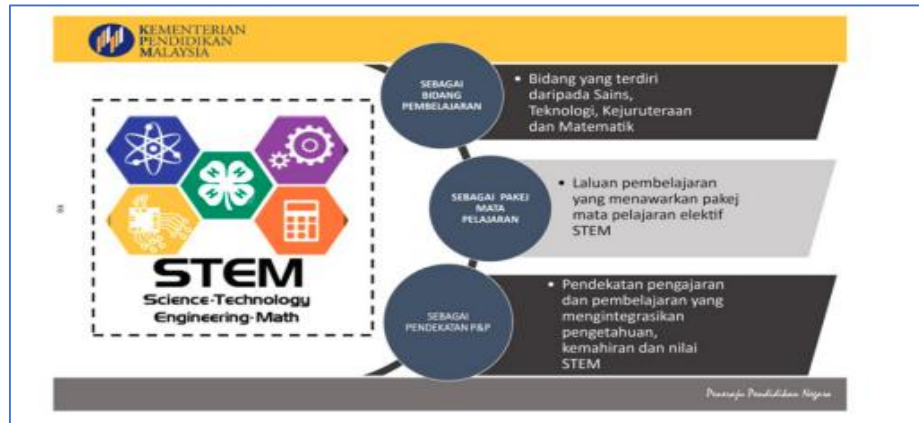 KEMENTERIAN
PENDIDIKAN
MALAYSIA
SEBAGAI
BIDANG
PEMBELAJARAN
• Bidang yang terdiri
daripada Sains,
Teknologi, Kejuruteraan
dan Matematik
SEBAGAI PAKEJ
MATA
PELAJARAN
• Laluan pembelajaran
yang menawarkan pakej
mata pelajaran elektif
STEM
H H
H H
STEM
Science-Technology
Engineering-Math
SEBAGAI
PENDEKATAN P&P
• Pendekatan pengajaran
dan pembelajaran yang
mengintegrasikan
pengetahuan,
kemahiran dan nilai
STEM
Peneraju Pendidikan Negara